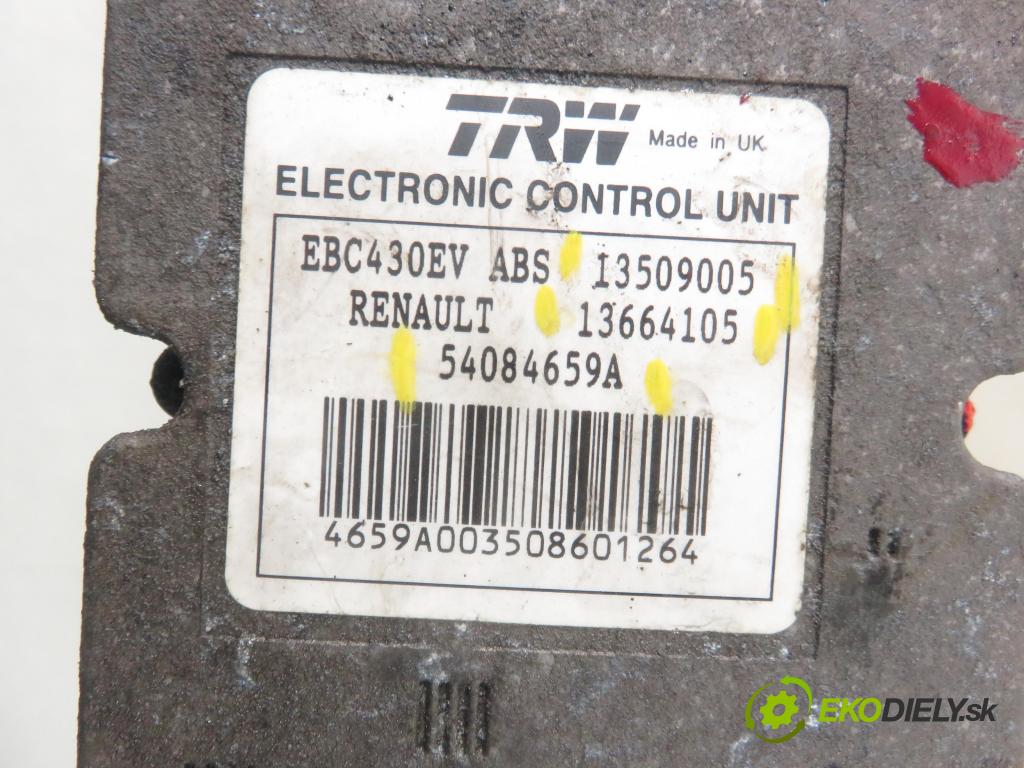 TRW Made in UK
ELECTRONIC CONTROL UNIT
EBC430EV ABS 13509005
RENAULT 13664105
54084659A
4659A003508601264
EKODIELY.sk